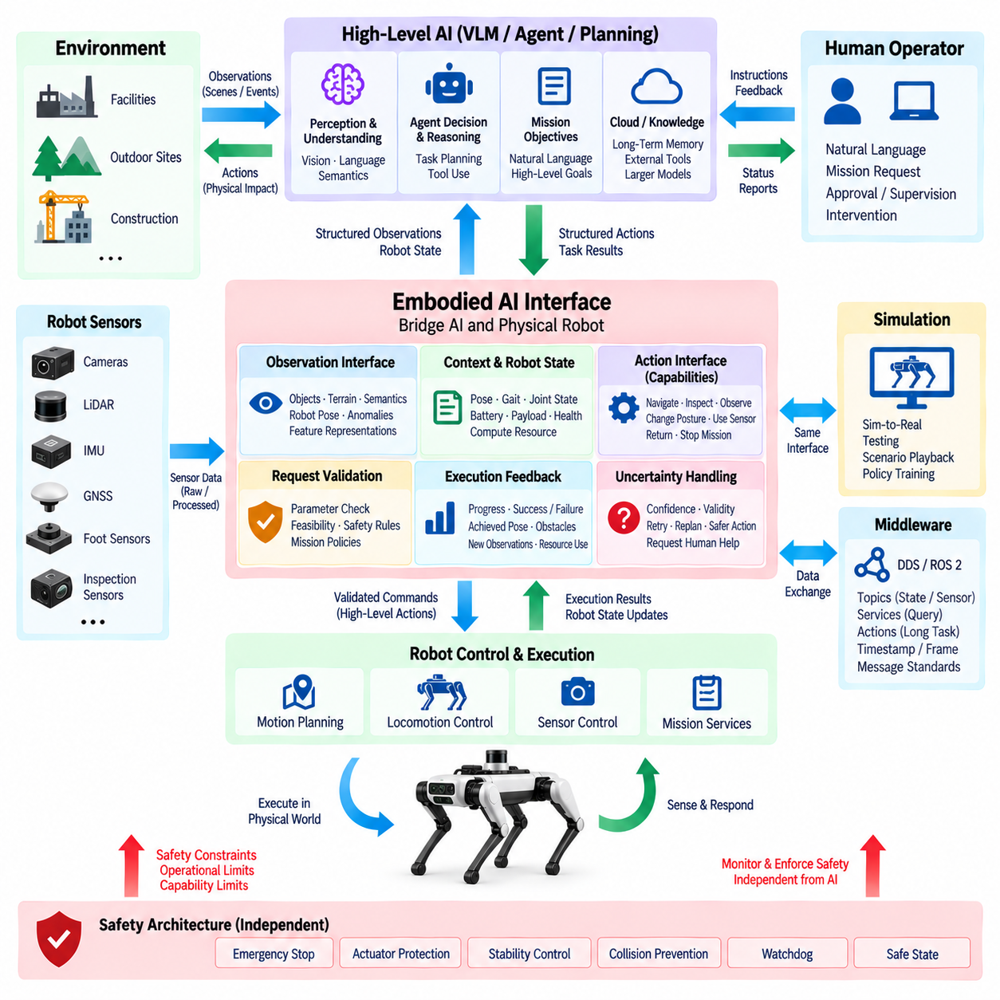 High-Level AI (VLM / Agent / Planning)
Perception &
Understanding
Vision · Language
Semantics
Agent Decision
& Reasoning
Task Planning
Tool Use
Mission
Objectives
Natural Language
High-Level Goals
Cloud / Knowledge
Long-Term Memory
External Tools
Larger Models
Environment
Facilities
Outdoor Sites
Construction
...
Observations
(Scenes / Events)
Actions
(Physical Impact)
Human Operator
Natural Language
Mission Request
Approval / Supervision
Intervention
Instructions
Feedback
Status
Reports
Structured Observations
Robot State
Structured Actions
Task Results
Robot Sensors
Cameras
LiDAR
IMU
GNSS
Foot Sensors
Inspection
Sensors
...
Sensor Data
(Raw /
Processed)
Embodied AI Interface
Bridge AI and Physical Robot
Observation Interface
Objects · Terrain · Semantics
Robot Pose · Anomalies
Feature Representations
Context & Robot State
Pose · Gait · Joint State
Battery · Payload · Health
Compute Resource
Action Interface
(Capabilities)
Navigate · Inspect · Observe
Change Posture · Use Sensor
Return · Stop Mission
Request Validation
Parameter Check
Feasibility · Safety Rules
Mission Policies
Execution Feedback
Progress · Success / Failure
Achieved Pose · Obstacles
New Observations · Resource Use
Uncertainty Handling
Confidence · Validity
Retry · Replan · Safer Action
Request Human Help
Same
Interface
Simulation
Sim-to-Real
Testing
Scenario Playback
Policy Training
Data
Exchange
Middleware
DDS / ROS 2
Topics (State / Sensor)
Services (Query)
Actions (Long Task)
Timestamp / Frame
Message Standards
Validated Commands
(High-Level Actions)
Execution Results
Robot State Updates
Robot Control & Execution
Motion Planning
Locomotion Control
Sensor Control
Mission Services
Execute in
Physical World
Sense & Respond
Safety Constraints
Operational Limits
Capability Limits
Monitor & Enforce Safety
Independent from AI
Safety Architecture (Independent)
Emergency Stop
Actuator Protection
Stability Control
Collision Prevention
Watchdog
Safe State